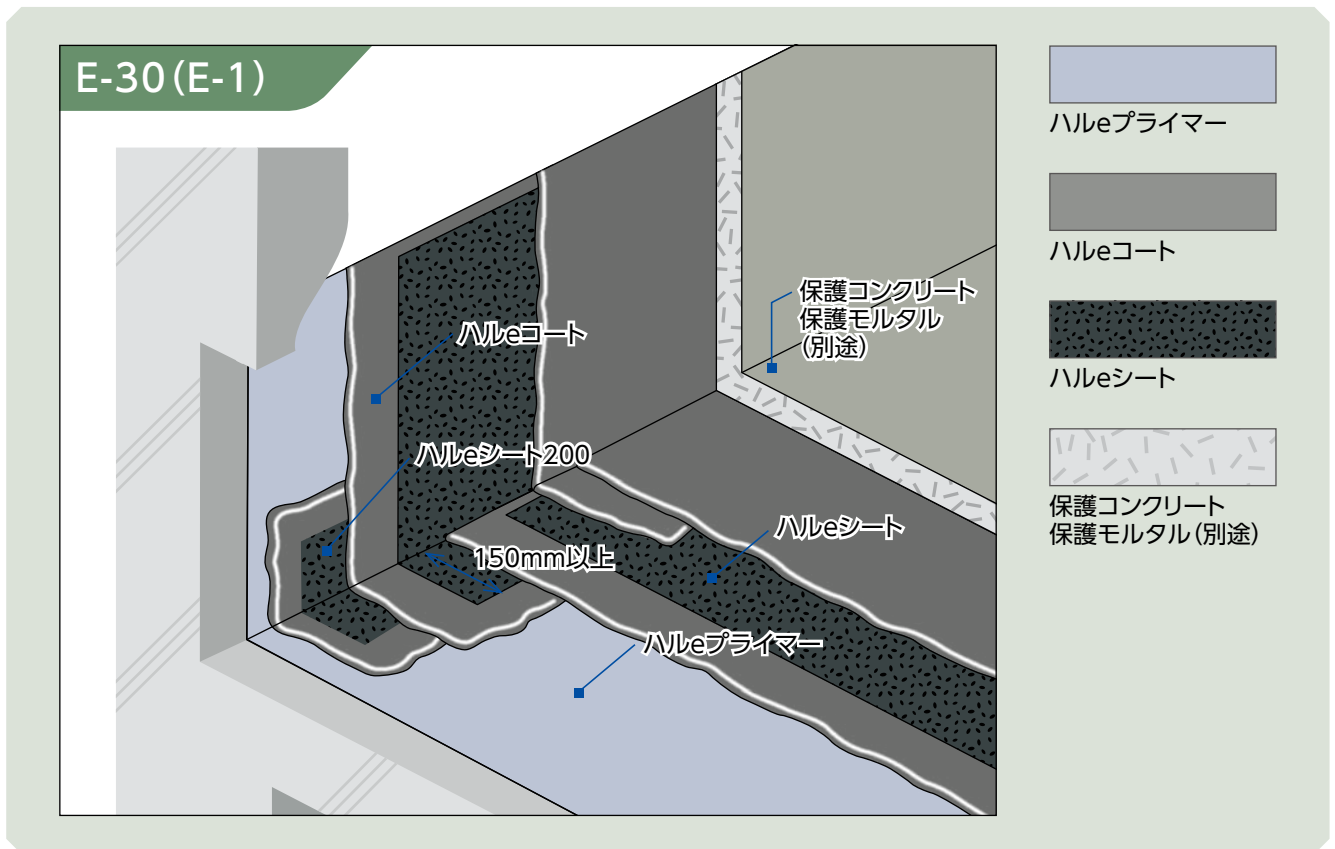 E-30(E-1)
ハルeコート
ハルeシート200
150mm以上
ハルeシート
ハルeプライマー
保護コンクリート
保護モルタル
(別途)
ハルeプライマー
ハルeコート
ハルeシート
保護コンクリート
保護モルタル(別途)